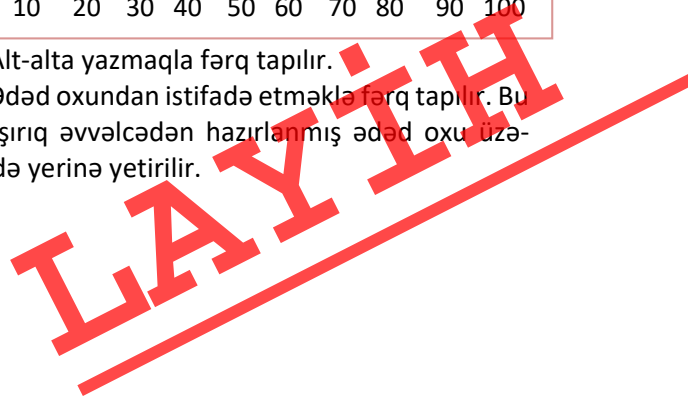 10 20 30 40 50 60 70 80 90 100
Alt-alta yazmaqla fərq tapılır.
Ədəd oxundan istifadə etməklə fərq tapılır. Bu
şırıq əvvəlcədən hazırlanmış ədəd oxu üzə-
də yerinə yetirilir.
LAYİH